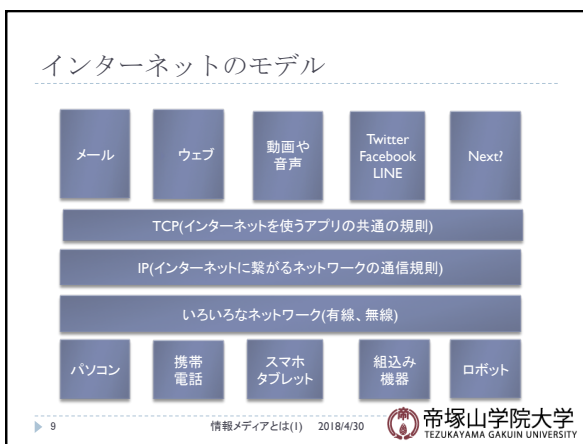 インターネットのモデル
メール
ウェブ
動画や
音声
Twitter
Facebook
LINE
Next?
TCP(インターネットを使うアプリの共通の規則)
IP(インターネットに繋がるネットワークの通信規則)
いろいろなネットワーク(有線、無線)
パソコン
携帯
電話
スマホ
タブレット
組込み
機器
ロボット
9
情報メディアとは(1) 2018/4/30
帝塚山学院大学
TEZUKAYAMA GAKUIN UNIVERSITY